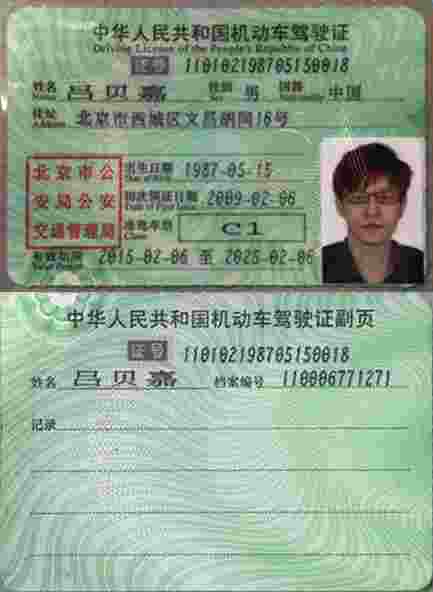 中华人民共和国机动车驾驶证
Driving License of the People's Republic of China
证号 110102198705150018
姓名 吕贝嘉 性别 男 国籍 中国
Name Nationality
住址 北京市西城区文昌胡同16号
Address
北京市公
安局公安
交通管理局
出生日期 1987-05-15
初次领证日期 2009-02-06
准驾车型 C1
Class
有效期限 2015-02-06 至 2025-02-06
中华人民共和国机动车驾驶证副页
证号 110102198705150018
姓名 吕贝嘉 档案编号 110006771271
记录